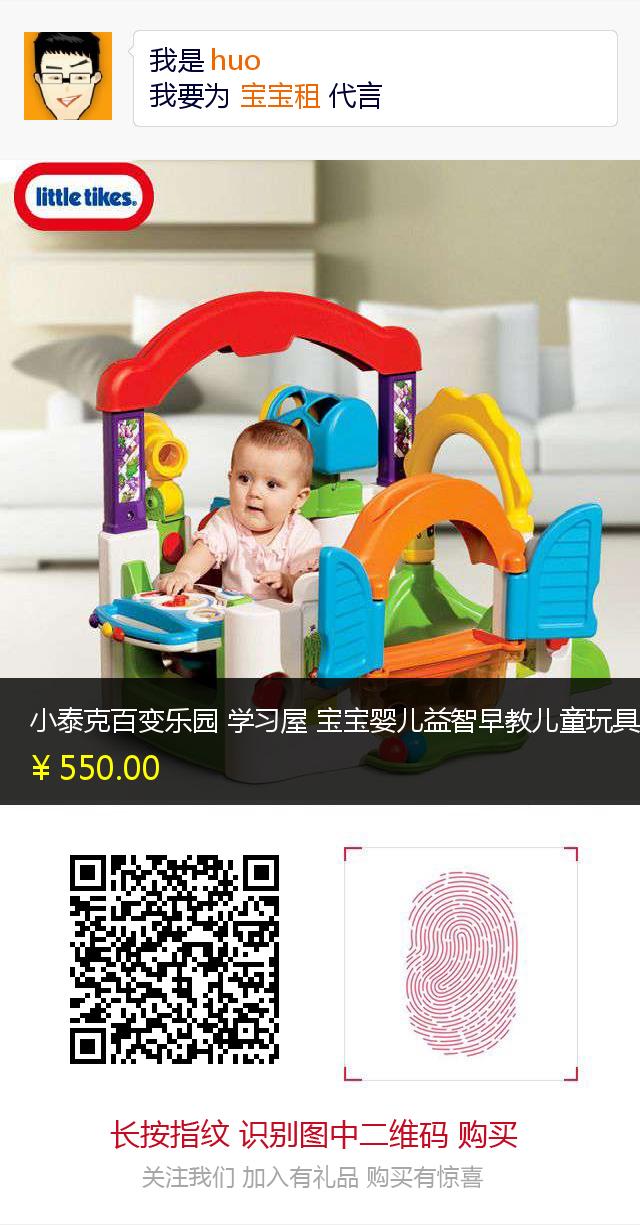 我是 huo
我要为 宝宝租 代言
little tikes.
小泰克百变乐园 学习屋 宝宝婴儿益智早教儿童玩具
¥ 550.00
长按指纹 识别图中二维码 购买
关注我们 加入有礼品 购买有惊喜